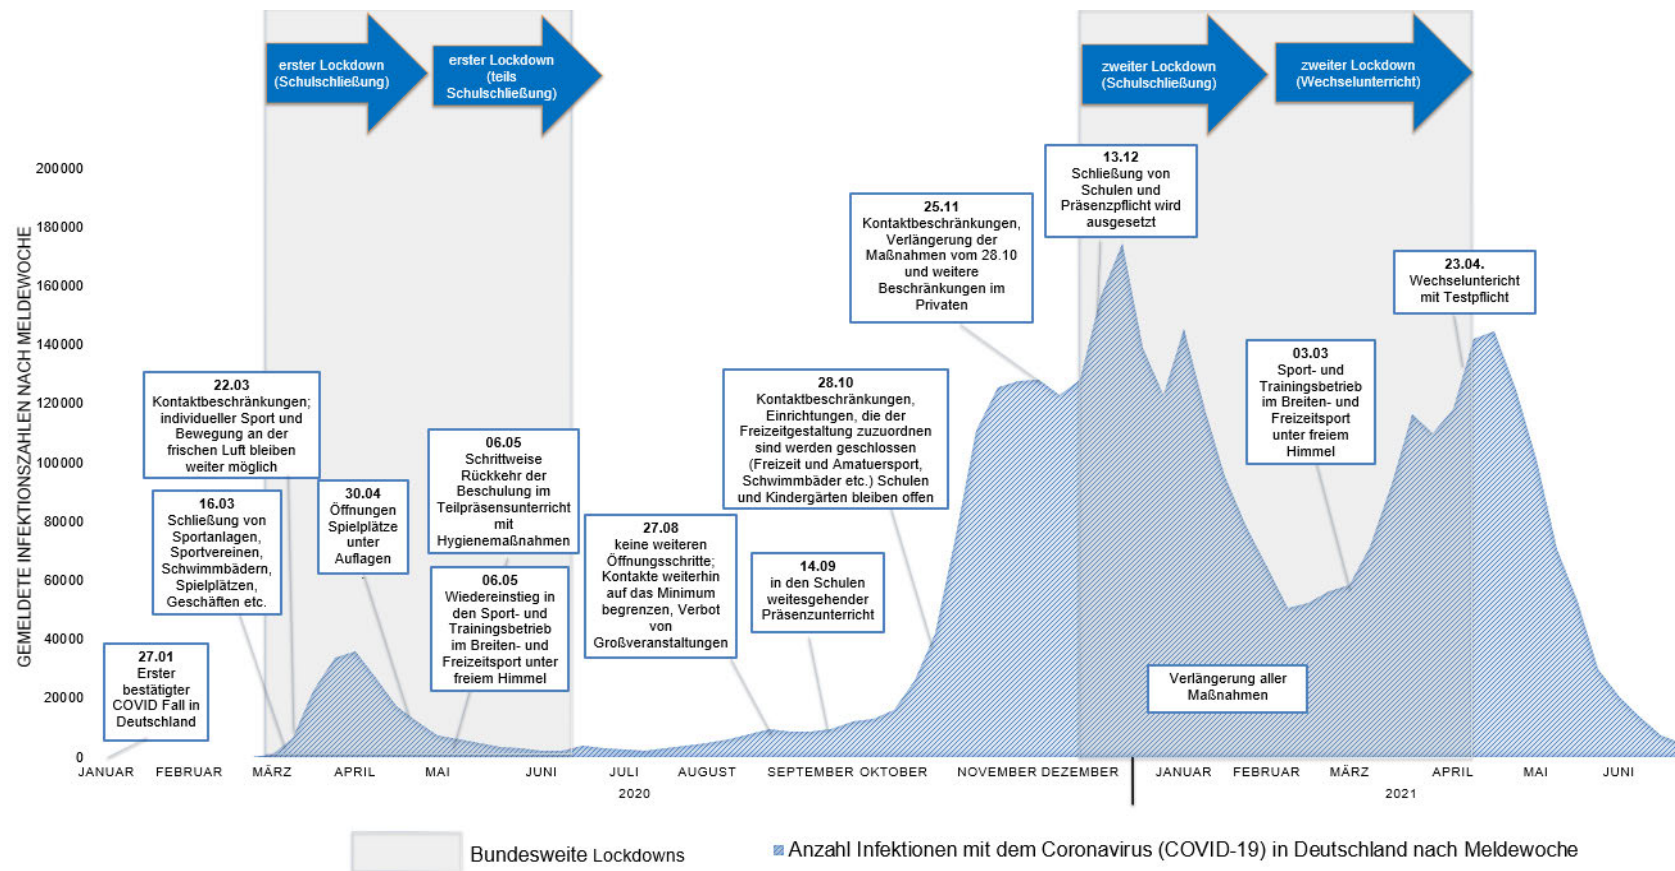 erster Lockdown
(Schulschließung)
erster Lockdown
(teils
Schulschließung)
zweiter Lockdown
(Schulschließung)
zweiter Lockdown
(Wechselunterricht)
GEMELDETE INFEKTIONSZAHLEN NACH MELDEWOCHE
200000
180000
160000
140000
120000
100000
80000
60000
40000
20000
0
27.01
Erster
bestätigter
COVID Fall in
Deutschland
16.03
Schließung von
Sportanlagen,
Sportvereinen,
Schwimmbädern,
Spielplätzen,
Geschäften etc.
22.03
Kontaktbeschränkungen;
individueller Sport und
Bewegung an der
frischen Luft bleiben
weiter möglich
30.04
Öffnungen
Spielplätze
unter
Auflagen
06.05
Schrittweise
Rückkehr der
Beschulung im
Teilpräsensunterricht
mit
Hygienemaßnahmen
06.05
Wiedereinstieg in
den Sport- und
Trainingsbetrieb
im Breiten- und
Freizeitsport unter
freiem Himmel
27.08
keine weiteren
Öffnungsschritte;
Kontakte weiterhin
auf das Minimum
begrenzen, Verbot
von
Großveranstaltungen
14.09
in den Schulen
weitesgehender
Präsenzunterricht
28.10
Kontaktbeschränkungen,
Einrichtungen, die der
Freizeitgestaltung zuzuordnen
sind werden geschlossen
(Freizeit und Amatuersport,
Schwimmbäder etc.) Schulen
und Kindergärten bleiben offen
25.11
Kontaktbeschränkungen,
Verlängerung der
Maßnahmen vom 28.10
und weitere
Beschränkungen im
Privaten
13.12
Schließung von
Schulen und
Präsenzpflicht wird
ausgesetzt
Verlängerung aller
Maßnahmen
03.03
Sport- und
Trainingsbetrieb
im Breiten- und
Freizeitsport
unter freiem
Himmel
23.04.
Wechselunterich
mit Testpflicht
JANUAR FEBRUAR MÄRZ APRIL MAI JUNI JULI AUGUST SEPTEMBER OKTOBER NOVEMBER DEZEMBER JANUAR FEBRUAR MÄRZ APRIL MAI JUNI
2020 2021
Bundesweite Lockdowns
Anzahl Infektionen mit dem Coronavirus (COVID-19) in Deutschland nach Meldewoche